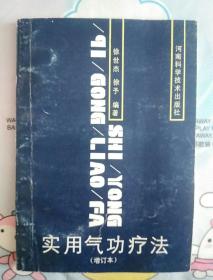 河南科学技术出版社
徐世杰 徐予 编著
SHI/YONG
/QI/GONG/LIAO/FA
实用气功疗法
(增订本)